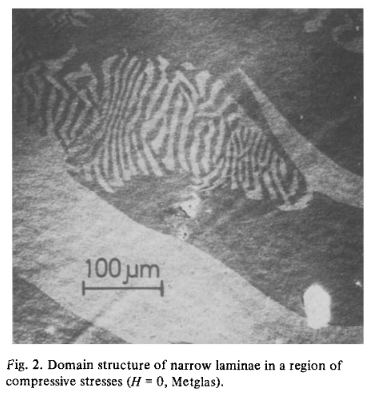 100 µm
Fig. 2. Domain structure of narrow laminae in a region of
compressive stresses (H = 0, Metglas).